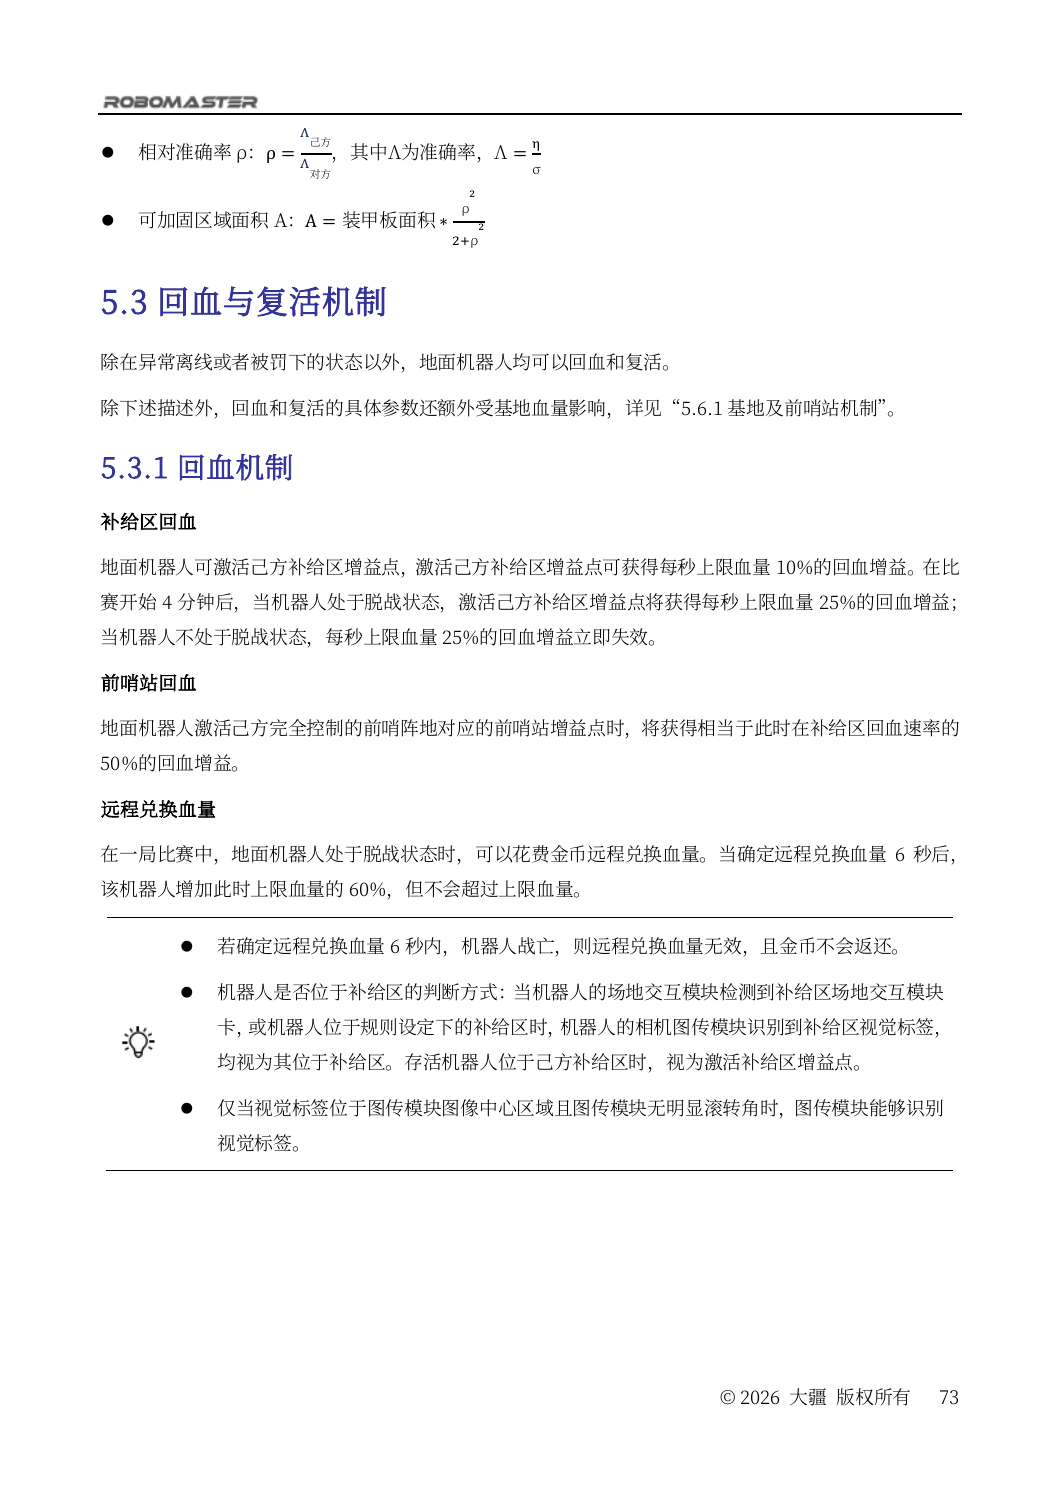 ROBOMASTER
● 相对准确率 ρ：ρ = Λ己方/Λ对方，其中Λ为准确率，Λ = η/σ
● 可加固区域面积 A：A = 装甲板面积 * ρ²/(2+ρ²)
5.3 回血与复活机制
除在异常离线或者被罚下的状态以外，地面机器人均可以回血和复活。
除下述描述外，回血和复活的具体参数还额外受基地血量影响，详见“5.6.1 基地及前哨站机制”。
5.3.1 回血机制
补给区回血
地面机器人可激活己方补给区增益点，激活己方补给区增益点可获得每秒上限血量 10%的回血增益。在比
赛开始 4 分钟后，当机器人处于脱战状态，激活己方补给区增益点将获得每秒上限血量 25%的回血增益；
当机器人不处于脱战状态，每秒上限血量 25%的回血增益立即失效。
前哨站回血
地面机器人激活己方完全控制的前哨阵地对应的前哨站增益点时，将获得相当于此时在补给区回血速率的
50%的回血增益。
远程兑换血量
在一局比赛中，地面机器人处于脱战状态时，可以花费金币远程兑换血量。当确定远程兑换血量 6 秒后，
该机器人增加此时上限血量的 60%，但不会超过上限血量。
● 若确定远程兑换血量 6 秒内，机器人战亡，则远程兑换血量无效，且金币不会返还。
● 机器人是否位于补给区的判断方式：当机器人的场地交互模块检测到补给区场地交互模块
卡，或机器人位于规则设定下的补给区时，机器人的相机图传模块识别到补给区视觉标签，
均视为其位于补给区。存活机器人位于己方补给区时，视为激活补给区增益点。
● 仅当视觉标签位于图传模块图像中心区域且图传模块无明显滚转角时，图传模块能够识别
视觉标签。
© 2026 大疆 版权所有 73